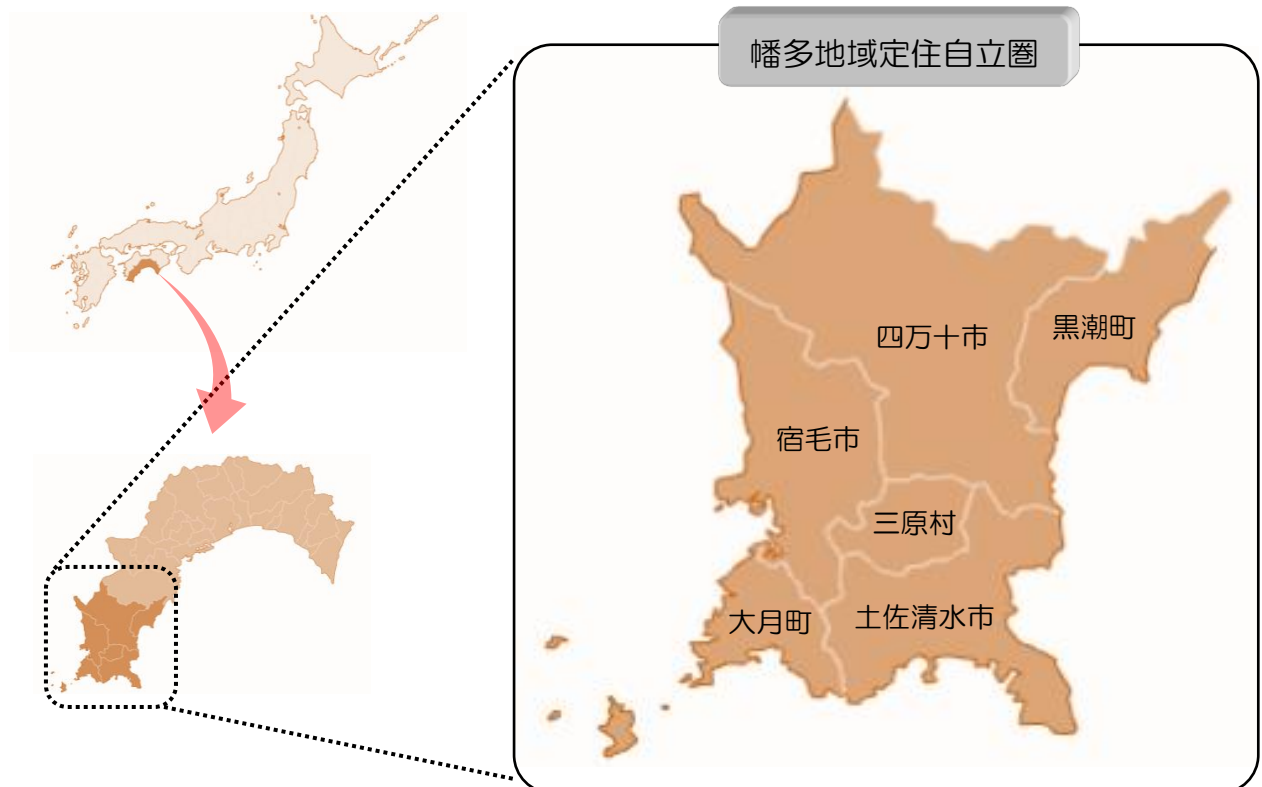 幡多地域定住自立圏
四万十市
黒潮町
宿毛市
三原村
大月町
土佐清水市